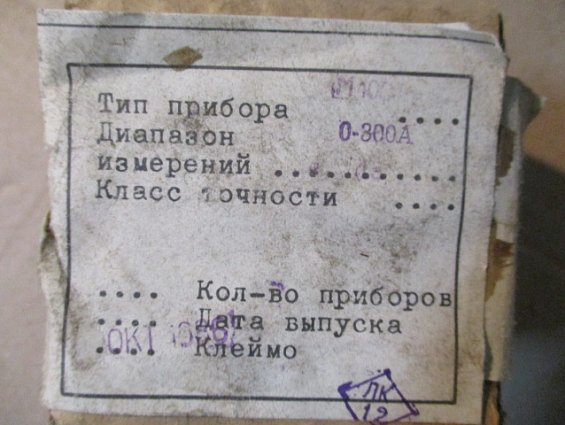 Тип прибора ....
Диапазон 0-300А
измерений ...........
Класс точности ....
.... Кол-во приборов
.... Дата выпуска
.... Клеймо
ПК
12